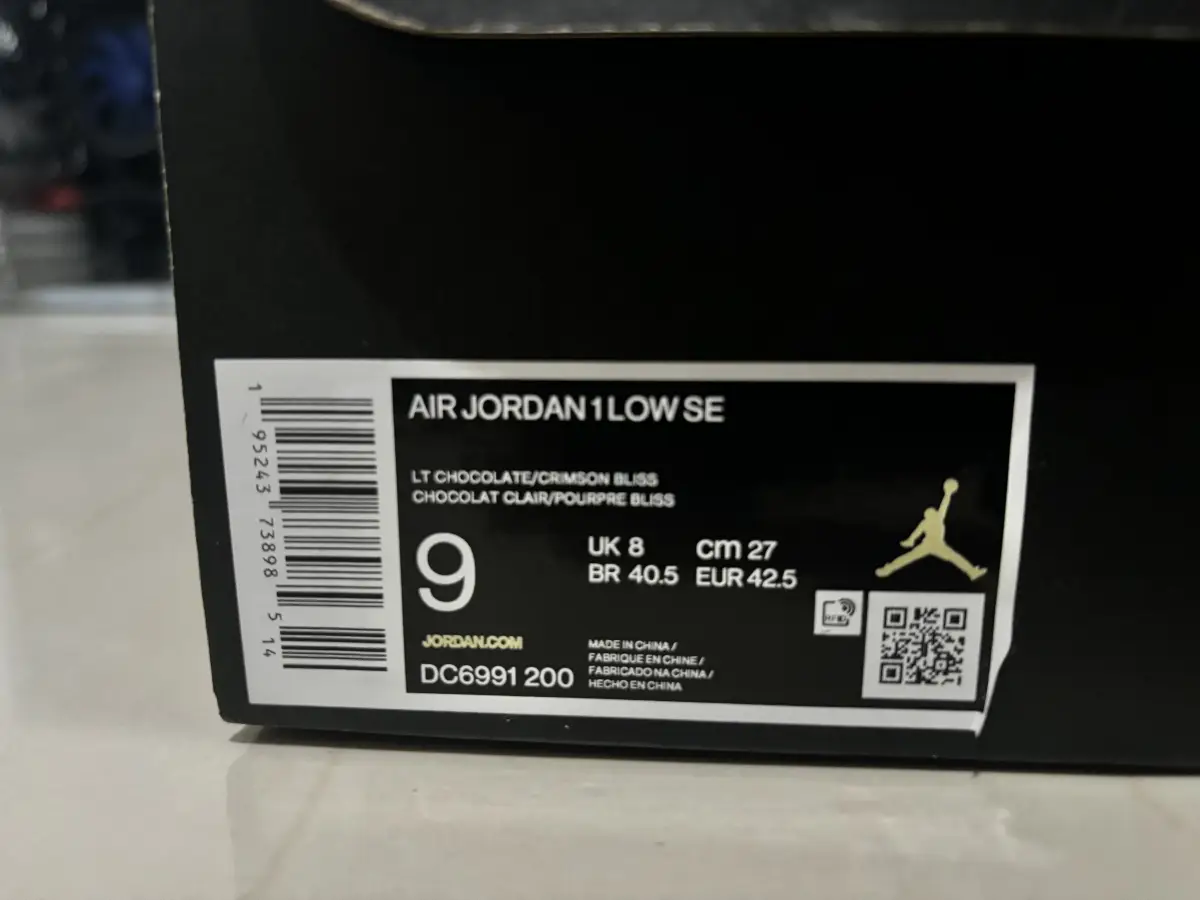 1
95243
73898
5
14
AIR JORDAN 1 LOW SE
LT CHOCOLATE/CRIMSON BLISS
CHOCOLAT CLAIR/POURPRE BLISS
9
UK 8 cm 27
BR 40.5 EUR 42.5
RFID
JORDAN.COM
DC6991 200
MADE IN CHINA /
FABRIQUE EN CHINE /
FABRICADO NA CHINA /
HECHO EN CHINA